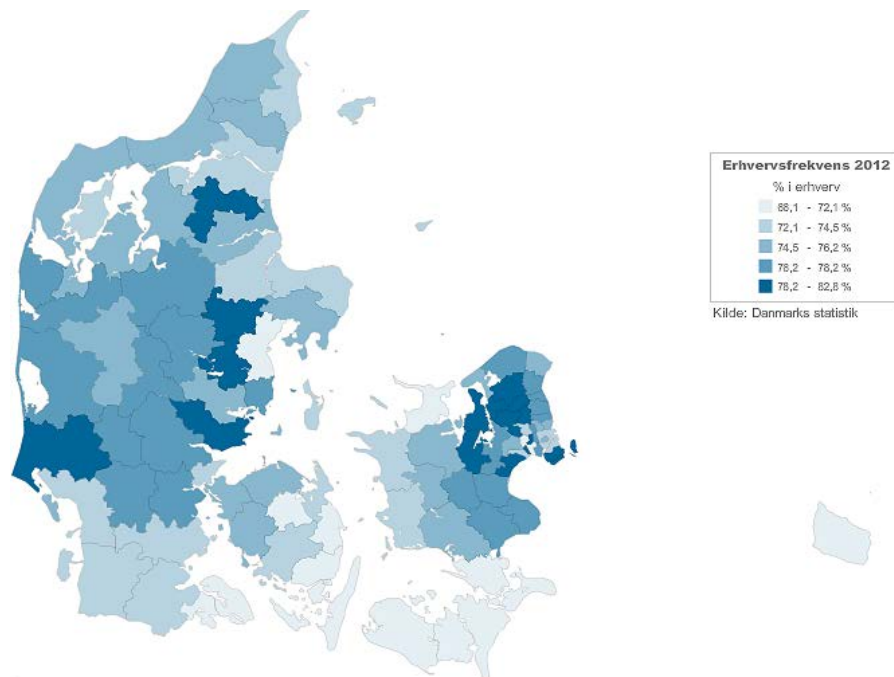 Erhvervsfrekvens 2012
% i erhverv
68,1 - 72,1 %
72,1 - 74,5 %
74,5 - 76,2 %
78,2 - 78,2 %
78,2 - 82,8 %
Kilde: Danmarks statistik